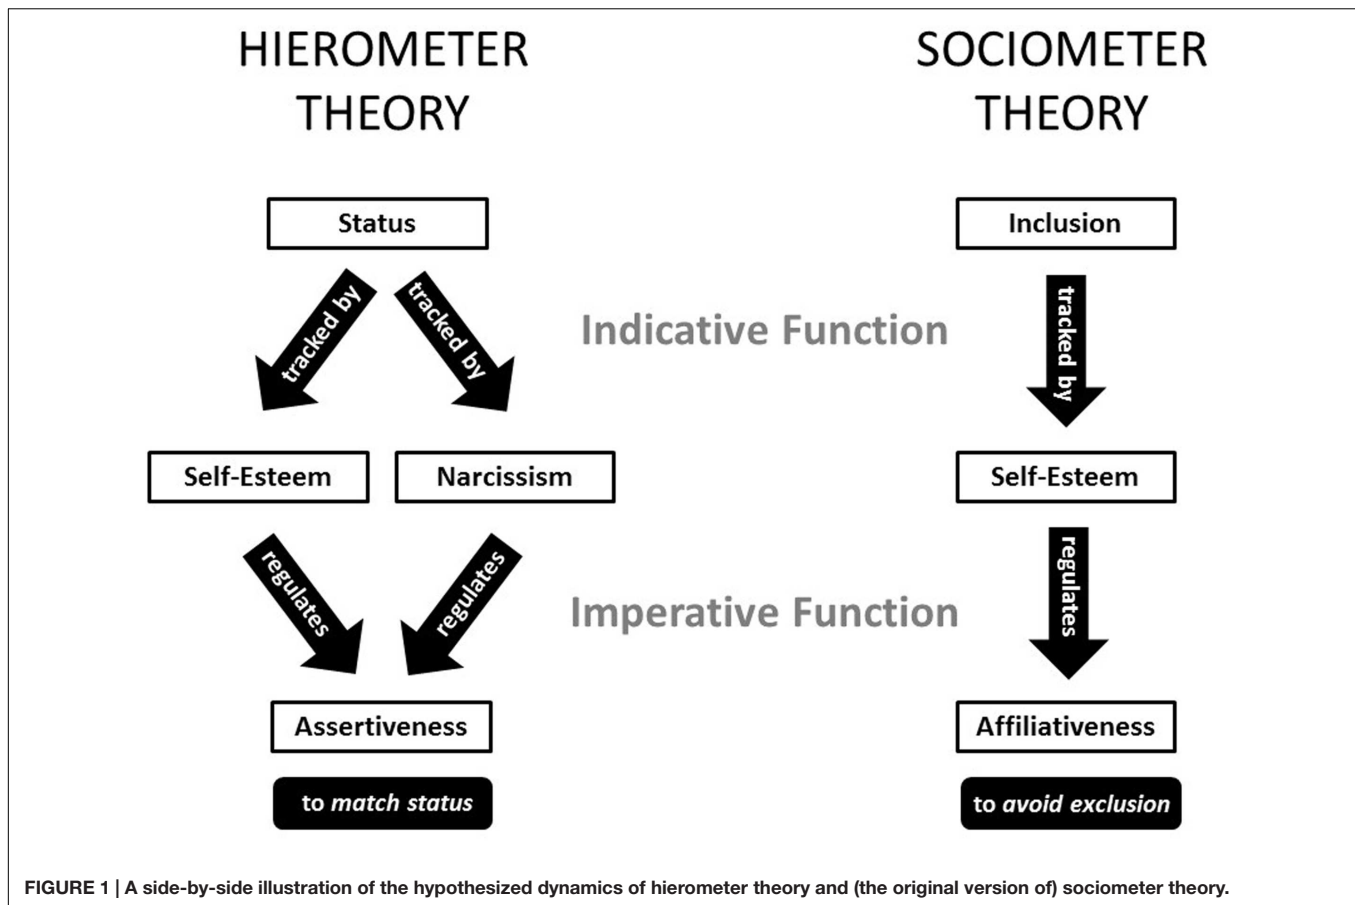 HIEROMETER
THEORY
SOCIOMETER
THEORY
Status
Inclusion
tracked by
tracked by
Indicative Function
tracked by
Self-Esteem
Narcissism
Self-Esteem
regulates
regulates
Imperative Function
regulates
Assertiveness
Affiliativeness
to match status
to avoid exclusion
FIGURE 1 | A side-by-side illustration of the hypothesized dynamics of hierometer theory and (the original version of) sociometer theory.